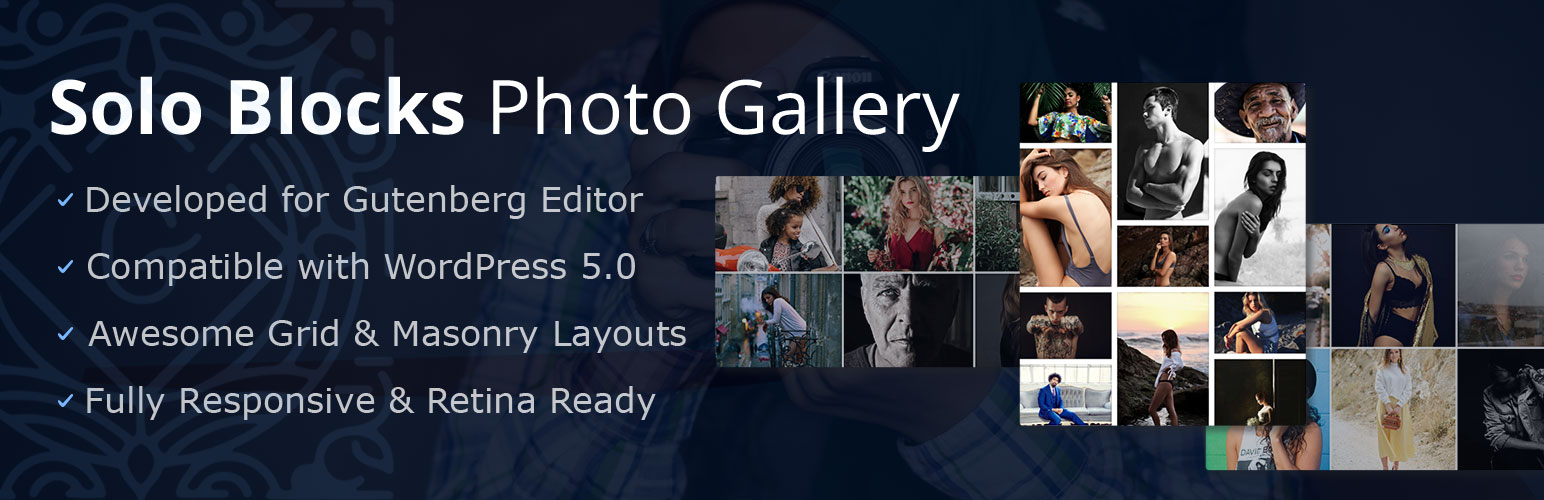 Solo Blocks Photo Gallery
Developed for Gutenberg Editor
Compatible with WordPress 5.0
Awesome Grid & Masonry Layouts
Fully Responsive & Retina Ready
Canon